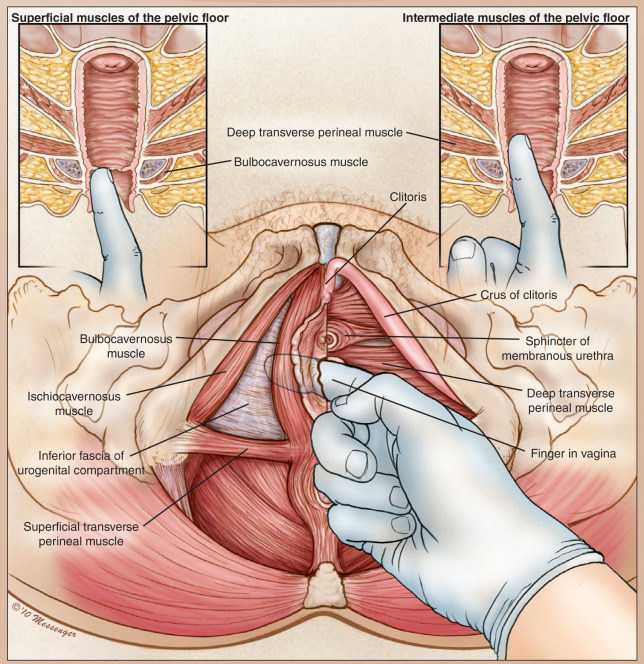 Superficial muscles of the pelvic floor
Intermediate muscles of the pelvic floor
Deep transverse perineal muscle
Bulbocavernosus muscle
Clitoris
Crus of clitoris
Bulbocavernosus
muscle
Sphincter of
membranous urethra
Ischiocavernosus
muscle
Deep transverse
perineal muscle
Inferior fascia of
urogenital compartment
Finger in vagina
Superficial transverse
perineal muscle
©'10 Messenger